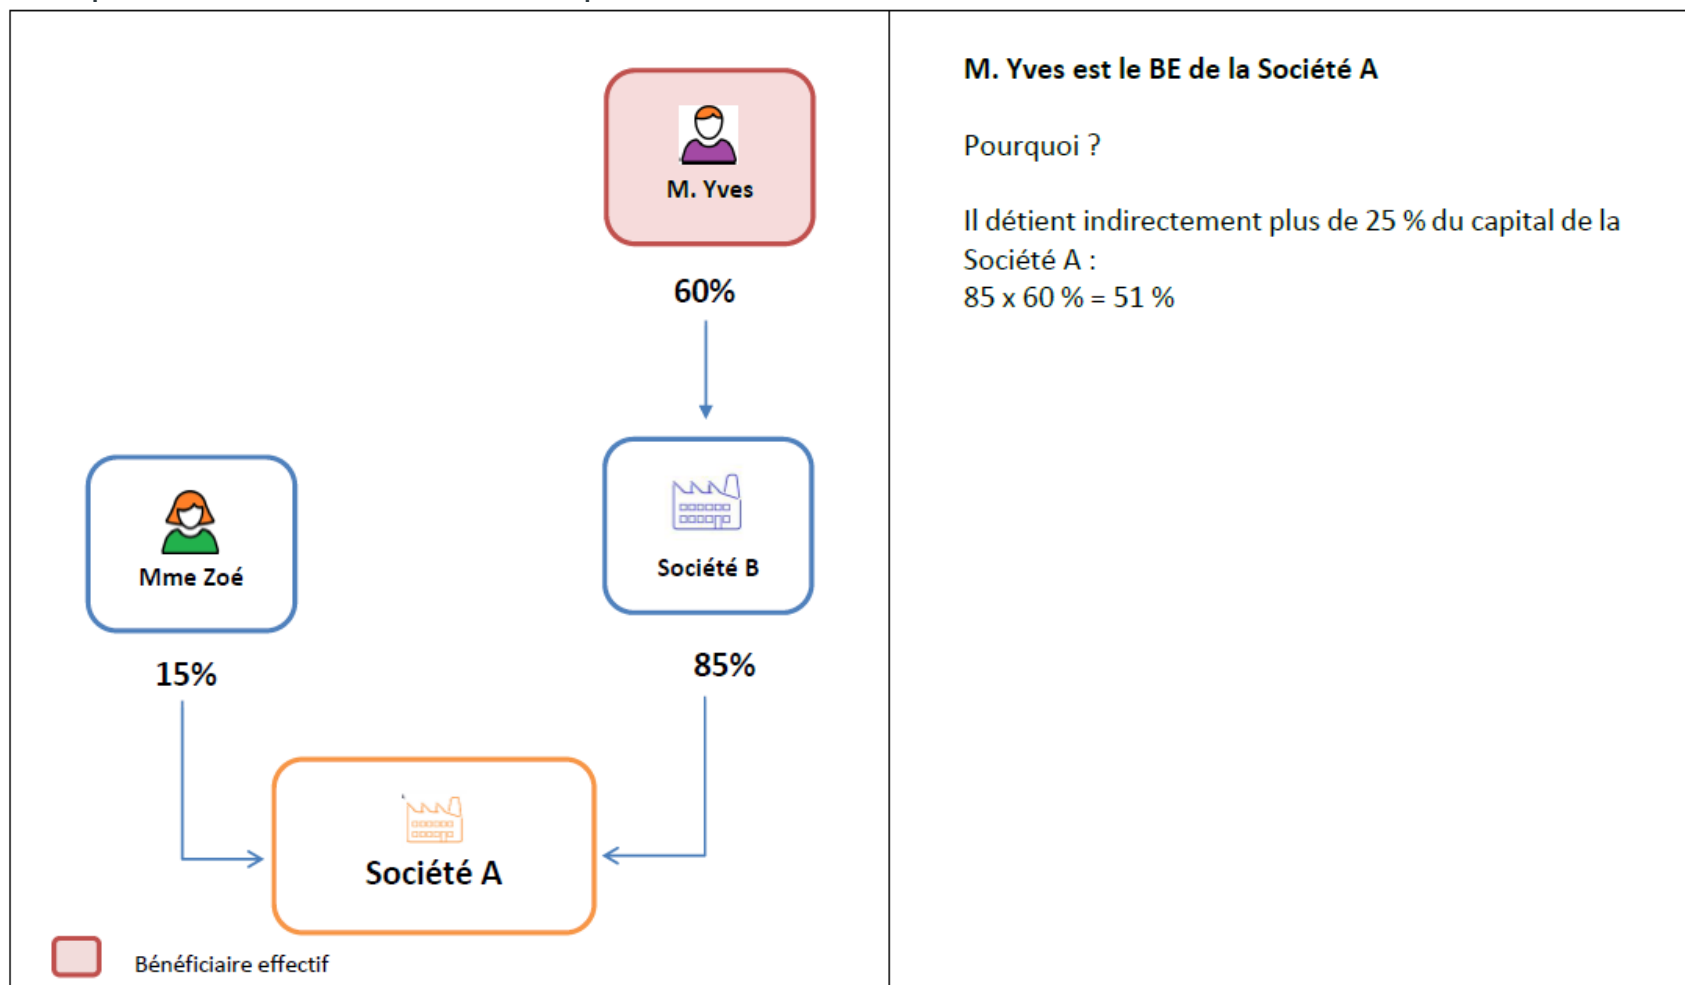 M. Yves
60%
Mme Zoé
Société B
15%
85%
Société A
Bénéficiaire effectif
M. Yves est le BE de la Société A
Pourquoi ?
Il détient indirectement plus de 25 % du capital de la
Société A :
85 x 60 % = 51 %